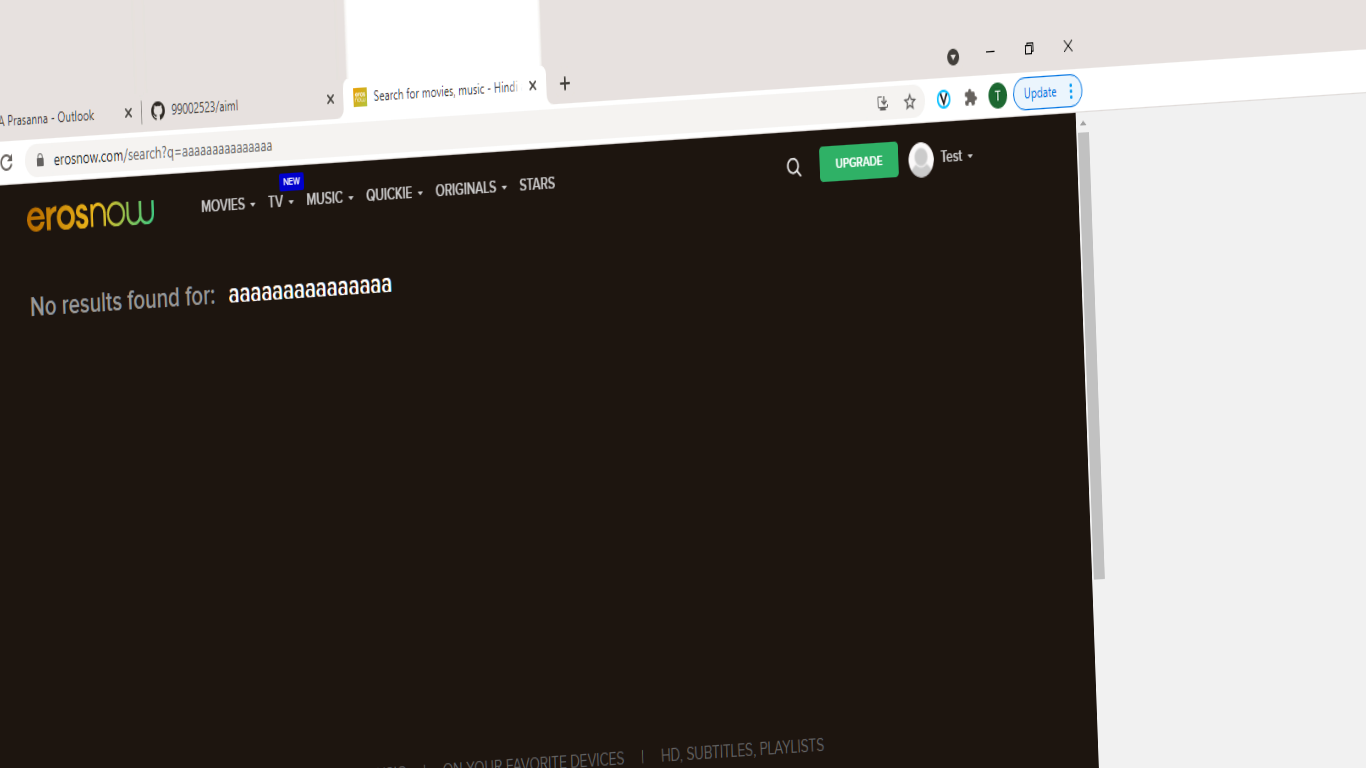 A Prasanna - Outlook
99002523/aiml
Search for movies, music - Hindi
erosnow.com/search?q=aaaaaaaaaaaaaaa
T
Update
erosnow
MOVIES
NEW
TV
MUSIC
QUICKIE
ORIGINALS
STARS
UPGRADE
Test
No results found for: aaaaaaaaaaaaaaa
ON YOUR FAVORITE DEVICES | HD, SUBTITLES, PLAYLISTS